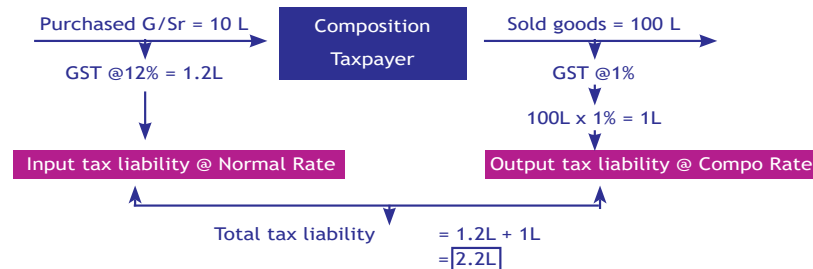 Purchased G/Sr = 10 L
GST @12% = 1.2L
Input tax liability @ Normal Rate
Composition
Taxpayer
Sold goods = 100 L
GST @1%
100L x 1% = 1L
Output tax liability @ Compo Rate
Total tax liability = 1.2L + 1L
= 2.2L